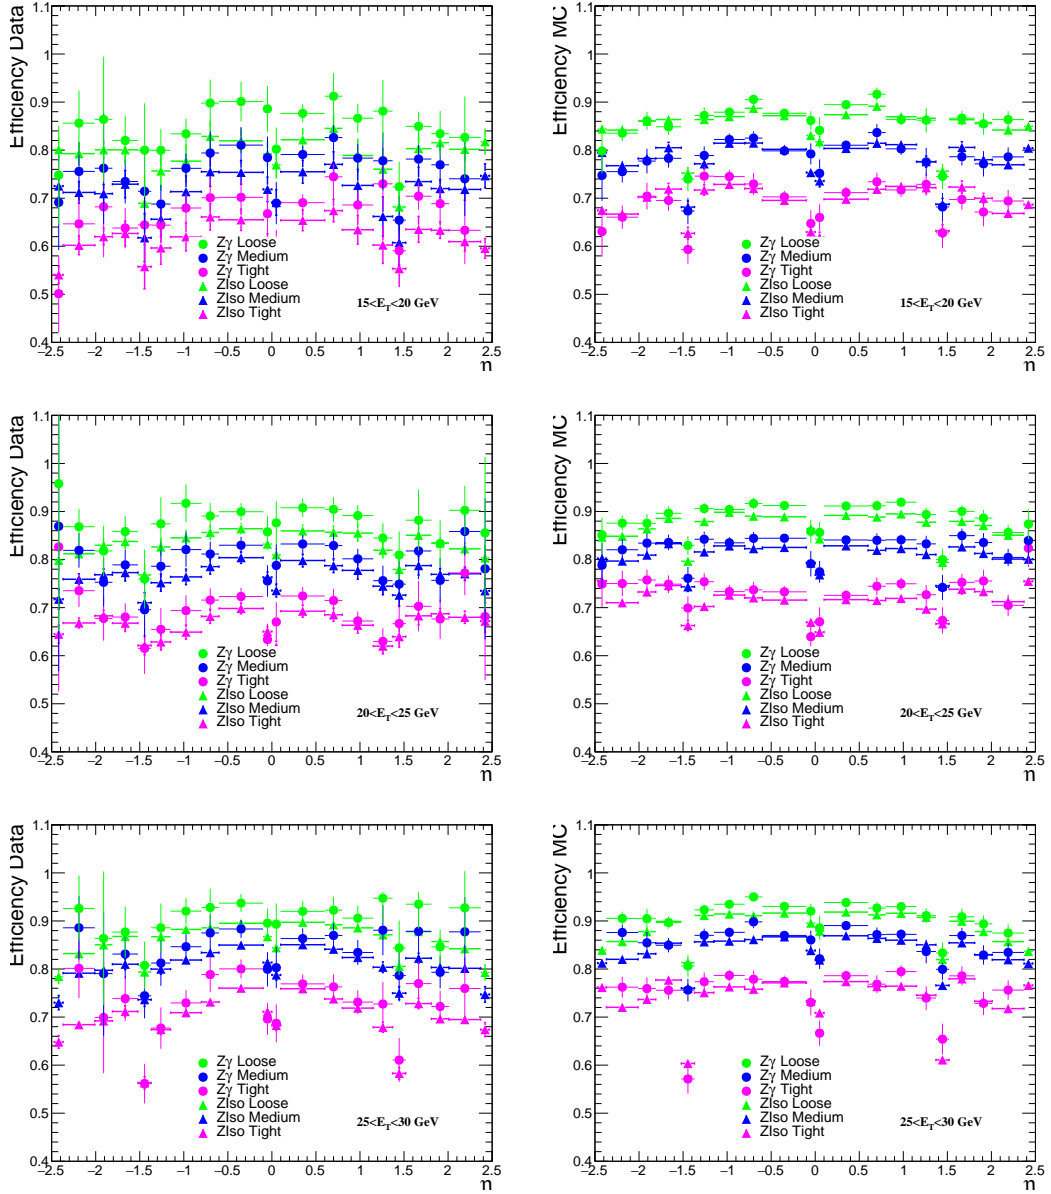 Efficiency Data
1.1
1
0.9
0.8
0.7
0.6
0.5
0.4
Zγ Loose
Zγ Medium
Zγ Tight
ZIso Loose
ZIso Medium
ZIso Tight
15<E_T<20 GeV
−2.5 −2 −1.5 −1 −0.5 0 0.5 1 1.5 2 2.5
η
Efficiency MC
1.1
1
0.9
0.8
0.7
0.6
0.5
0.4
Zγ Loose
Zγ Medium
Zγ Tight
ZIso Loose
ZIso Medium
ZIso Tight
15<E_T<20 GeV
−2.5 −2 −1.5 −1 −0.5 0 0.5 1 1.5 2 2.5
η
Efficiency Data
1.1
1
0.9
0.8
0.7
0.6
0.5
0.4
Zγ Loose
Zγ Medium
Zγ Tight
ZIso Loose
ZIso Medium
ZIso Tight
20<E_T<25 GeV
−2.5 −2 −1.5 −1 −0.5 0 0.5 1 1.5 2 2.5
η
Efficiency MC
1.1
1
0.9
0.8
0.7
0.6
0.5
0.4
Zγ Loose
Zγ Medium
Zγ Tight
ZIso Loose
ZIso Medium
ZIso Tight
20<E_T<25 GeV
−2.5 −2 −1.5 −1 −0.5 0 0.5 1 1.5 2 2.5
η
Efficiency Data
1.1
1
0.9
0.8
0.7
0.6
0.5
0.4
Zγ Loose
Zγ Medium
Zγ Tight
ZIso Loose
ZIso Medium
ZIso Tight
25<E_T<30 GeV
−2.5 −2 −1.5 −1 −0.5 0 0.5 1 1.5 2 2.5
η
Efficiency MC
1.1
1
0.9
0.8
0.7
0.6
0.5
0.4
Zγ Loose
Zγ Medium
Zγ Tight
ZIso Loose
ZIso Medium
ZIso Tight
25<E_T<30 GeV
−2.5 −2 −1.5 −1 −0.5 0 0.5 1 1.5 2 2.5
η